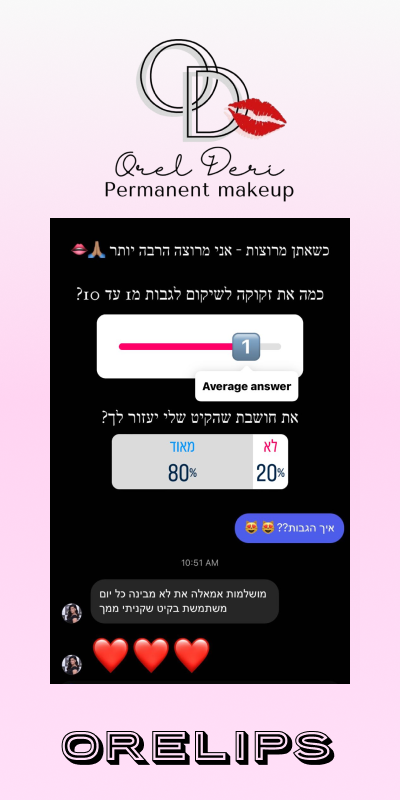 OD
Orel Deri
Permanent makeup
כשאתן מרוצות - אני מרוצה הרבה יותר 🙏🏽👄
כמה את זקוקה לשיקום לגבות מ1 עד 10?
1
Average answer
את חושבת שהקיט שלי יעזור לך?
מאוד לא
80% 20%
איך הגבות?? 😻😻
10:51 AM
מושלמות אמאלה את לא מבינה כל יום
משתמשת בקיט שקניתי ממך
❤️❤️❤️
ORELIPS